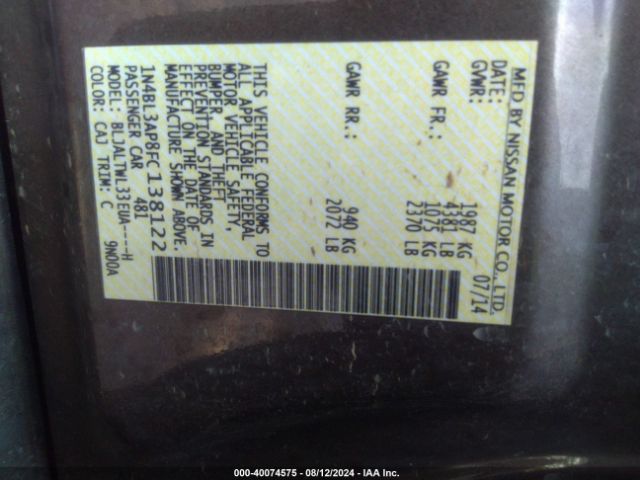 MFD BY NISSAN MOTOR CO., LTD.
07/14
GVWR: 1987 KG
4381 LB
GAWR FR.: 1075 KG
2370 LB
GAWR RR.: 940 KG
2072 LB
THIS VEHICLE CONFORMS TO
ALL APPLICABLE FEDERAL
MOTOR VEHICLE SAFETY,
BUMPER, AND THEFT
PREVENTION STANDARDS IN
EFFECT ON THE DATE OF
MANUFACTURE SHOWN ABOVE.
1N4BL3AP8FC138122
PASSENGER CAR 481
MODEL: BLJALTWL33EUA----H
COLOR: CAJ TRIM: C 9N00A
000-40074575 - 08/12/2024 - IAA Inc.